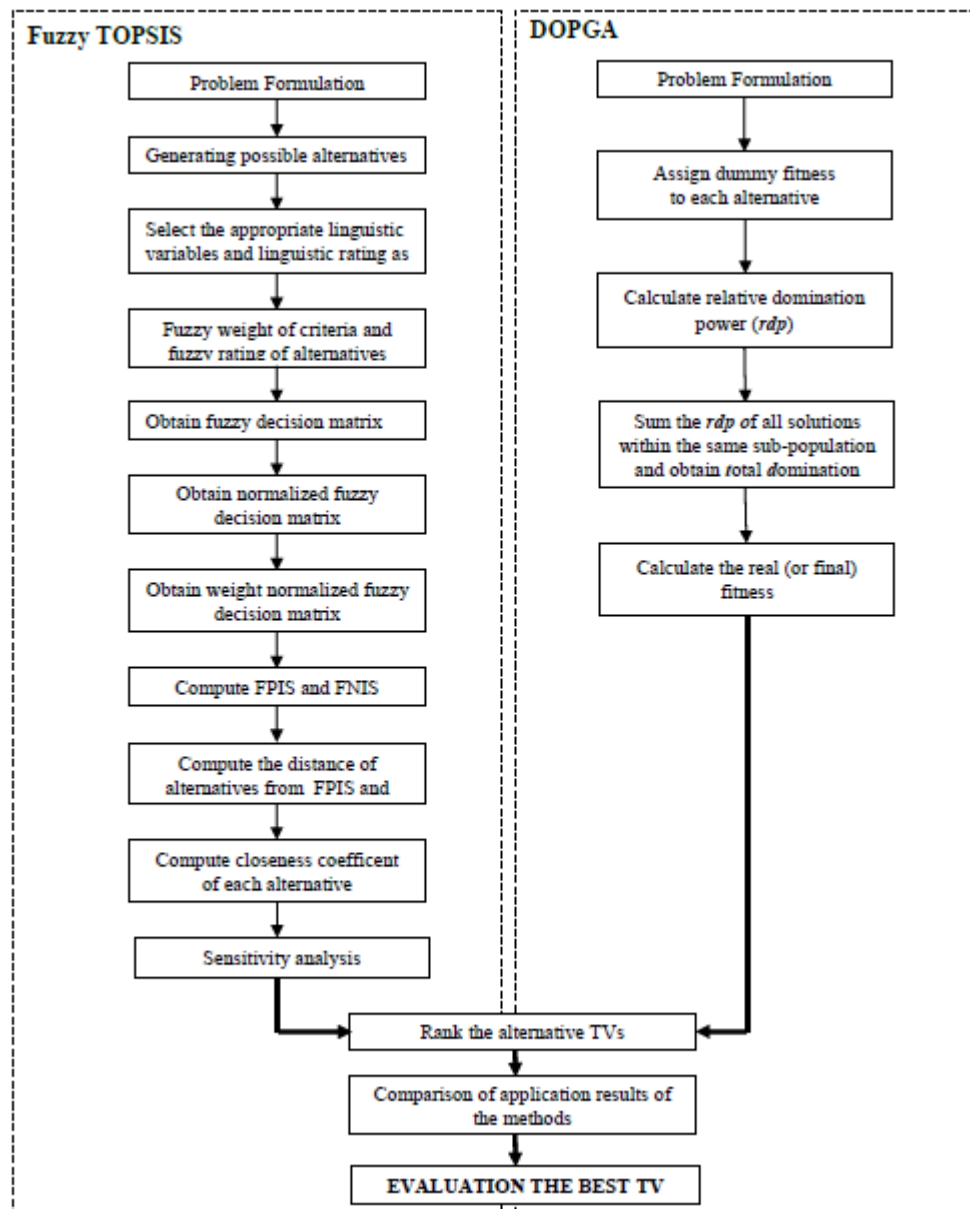 Fuzzy TOPSIS
Problem Formulation
Generating possible alternatives
Select the appropriate linguistic
variables and linguistic rating as
Fuzzy weight of criteria and
fuzzy rating of alternatives
Obtain fuzzy decision matrix
Obtain normalized fuzzy
decision matrix
Obtain weight normalized fuzzy
decision matrix
Compute FPIS and FNIS
Compute the distance of
alternatives from FPIS and
Compute closeness coefficent
of each alternative
Sensitivity analysis
DOPGA
Problem Formulation
Assign dummy fitness
to each alternative
Calculate relative domination
power (rdp)
Sum the rdp of all solutions
within the same sub-population
and obtain total domination
Calculate the real (or final)
fitness
Rank the alternative TVs
Comparison of application results of
the methods
EVALUATION THE BEST TV